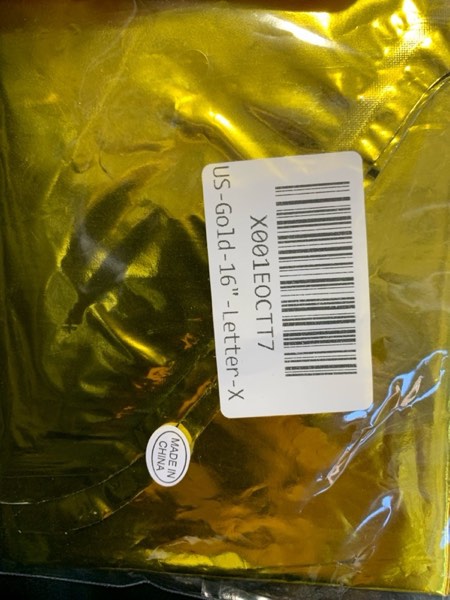 X001EOCTT7
US-Gold-16"-Letter-X
MADE IN
CHINA